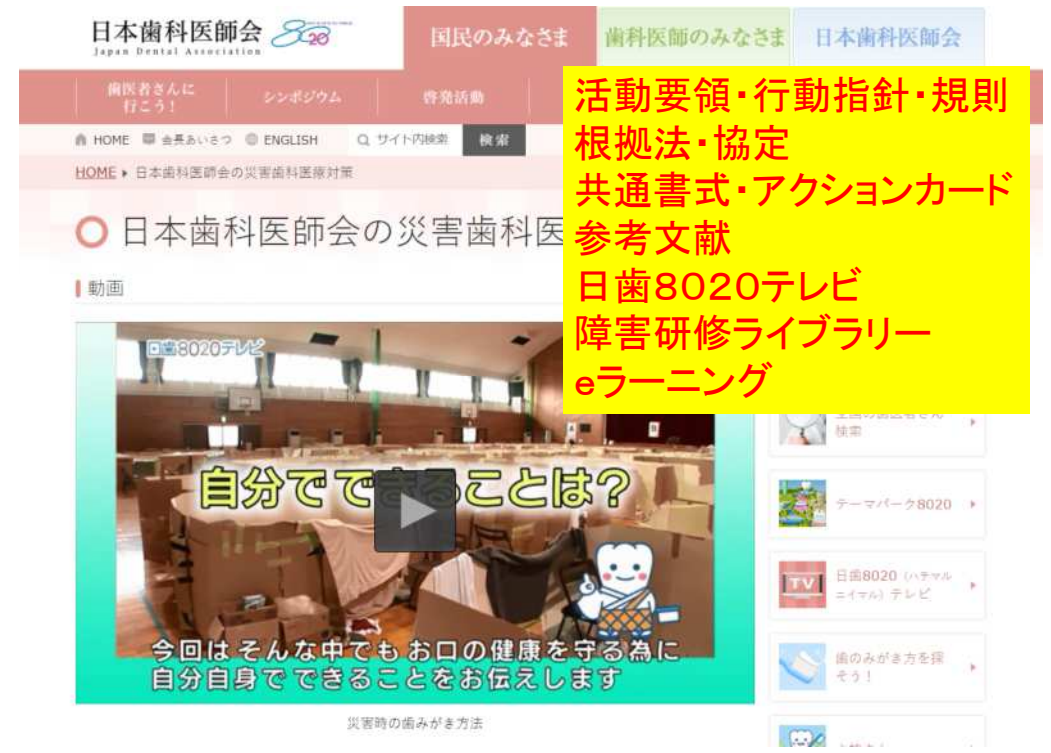 日本歯科医師会 8020
Japan Dental Association
国民のみなさま
歯科医師のみなさま
日本歯科医師会
歯医者さんに
行こう!
シンポジウム
啓発活動
HOME 会長あいさつ ENGLISH サイト内検索 検索
HOME ▶ 日本歯科医師会の災害歯科医療対策
日本歯科医師会の災害歯科医
動画
活動要領・行動指針・規則
根拠法・協定
共通書式・アクションカード
参考文献
日歯8020テレビ
障害研修ライブラリー
eラーニング
日歯8020テレビ
自分でできることは?
今回は そんな中でも お口の健康を守る為に
自分自身で できることをお伝えします
災害時の歯みがき方法
全国の歯医者さん
検索
テーマパーク8020
TV
日歯8020(ハチマル
ニイマル)テレビ
歯のみがき方を探
そう!